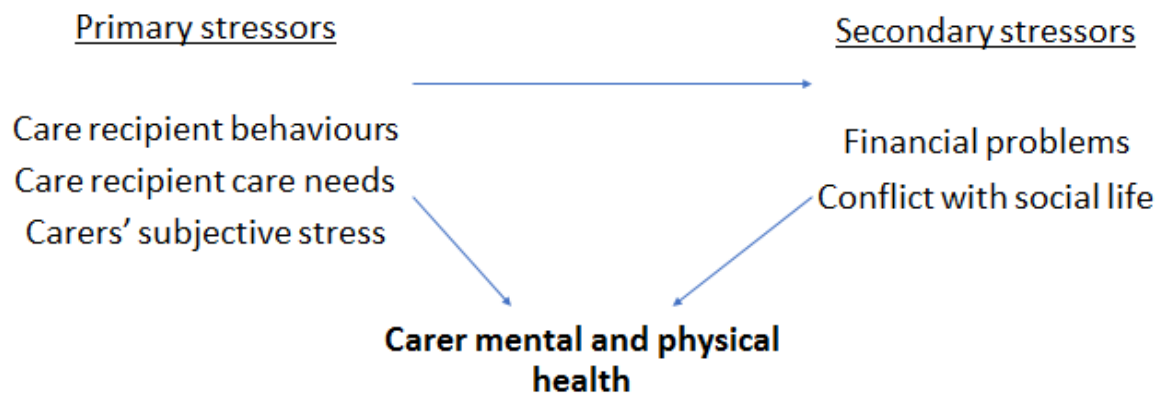 Primary stressors
Secondary stressors
Care recipient behaviours
Care recipient care needs
Carers’ subjective stress
Financial problems
Conflict with social life
Carer mental and physical
health